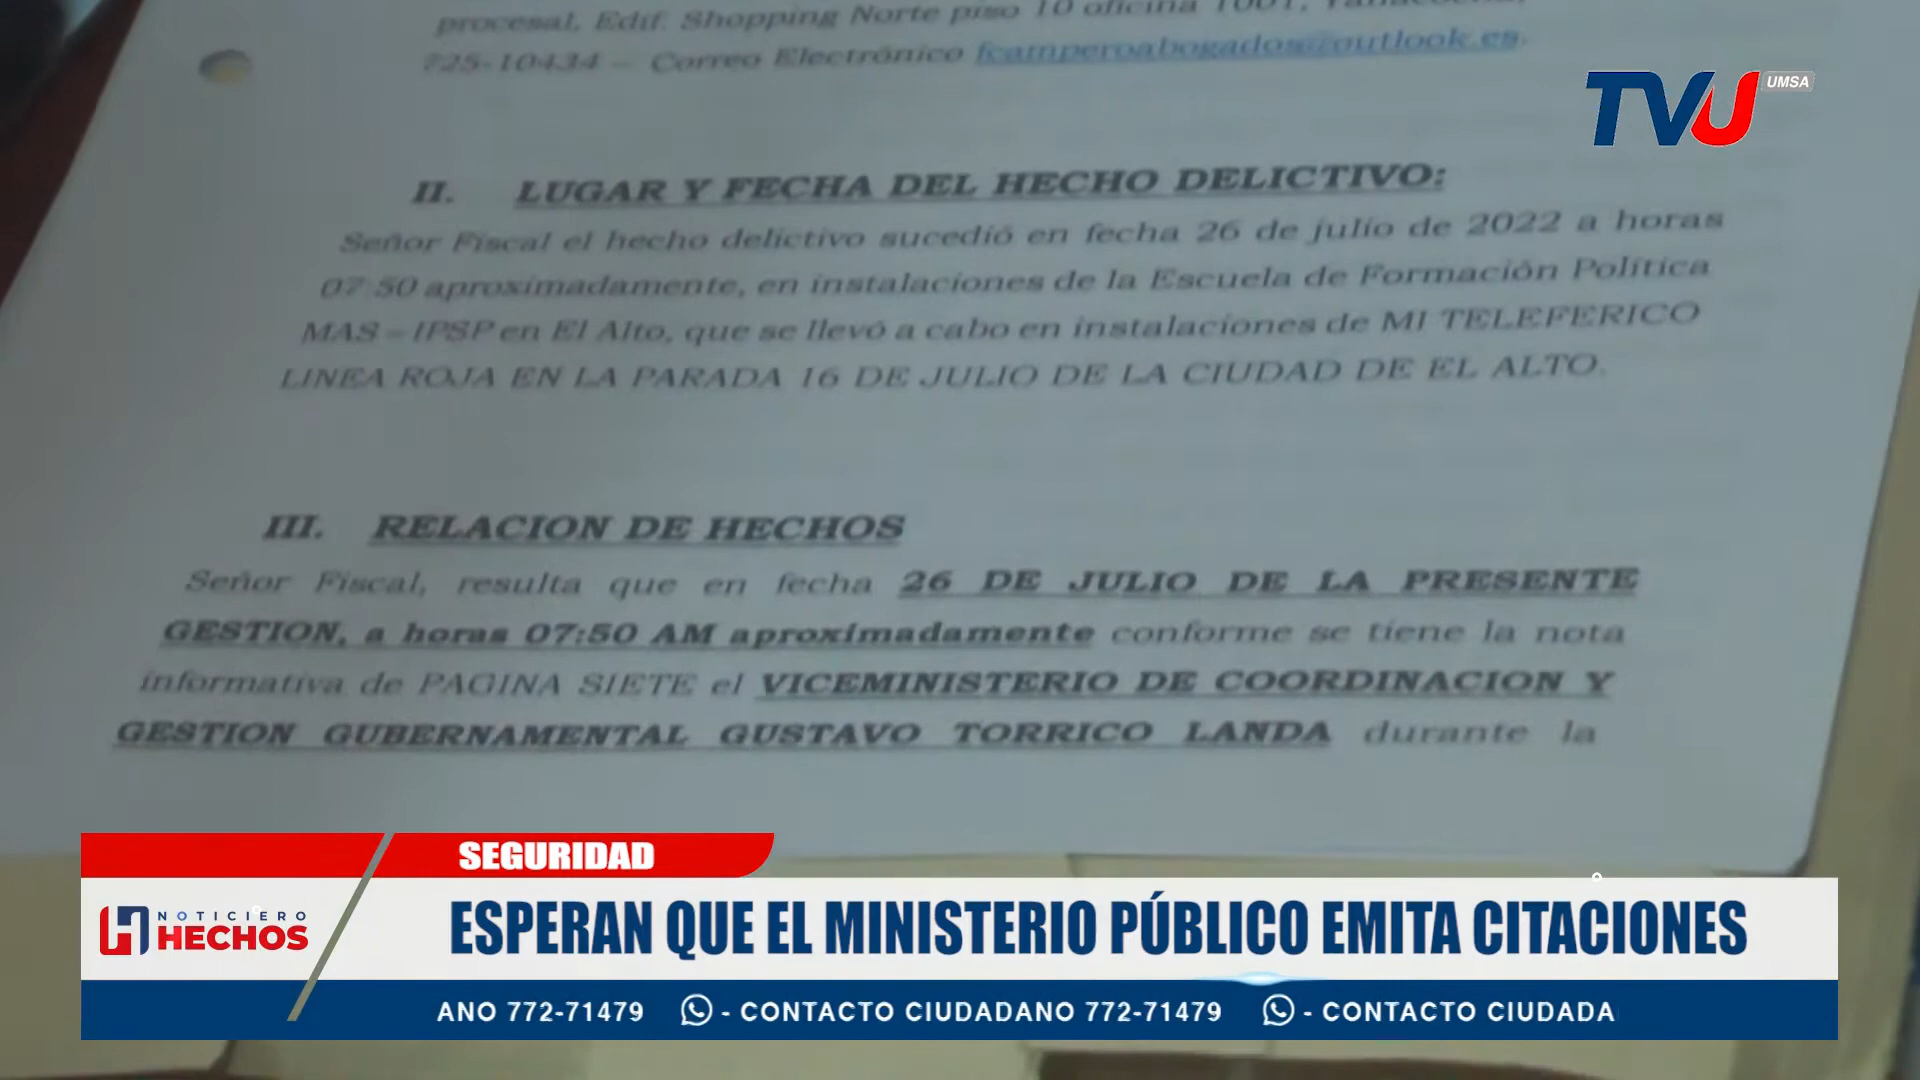 procesal, Edif. Shopping Norte piso 10 oficina 1001,
725-10434 – Correo Electrónico fcamperoabogados@outlook.es.
TVU UMSA
II. LUGAR Y FECHA DEL HECHO DELICTIVO:
Señor Fiscal el hecho delictivo sucedió en fecha 26 de julio de 2022 a horas
07:50 aproximadamente, en instalaciones de la Escuela de Formación Política
MAS – IPSP en El Alto, que se llevó a cabo en instalaciones de MI TELEFERICO
LINEA ROJA EN LA PARADA 16 DE JULIO DE LA CIUDAD DE EL ALTO.
III. RELACION DE HECHOS
Señor Fiscal, resulta que en fecha 26 DE JULIO DE LA PRESENTE
GESTION, a horas 07:50 AM aproximadamente conforme se tiene la nota
informativa de PAGINA SIETE el VICEMINISTERIO DE COORDINACION Y
GESTION GUBERNAMENTAL GUSTAVO TORRICO LANDA durante la
SEGURIDAD
NOTICIERO
HECHOS
ESPERAN QUE EL MINISTERIO PÚBLICO EMITA CITACIONES
ANO 772-71479 - CONTACTO CIUDADANO 772-71479 - CONTACTO CIUDADA